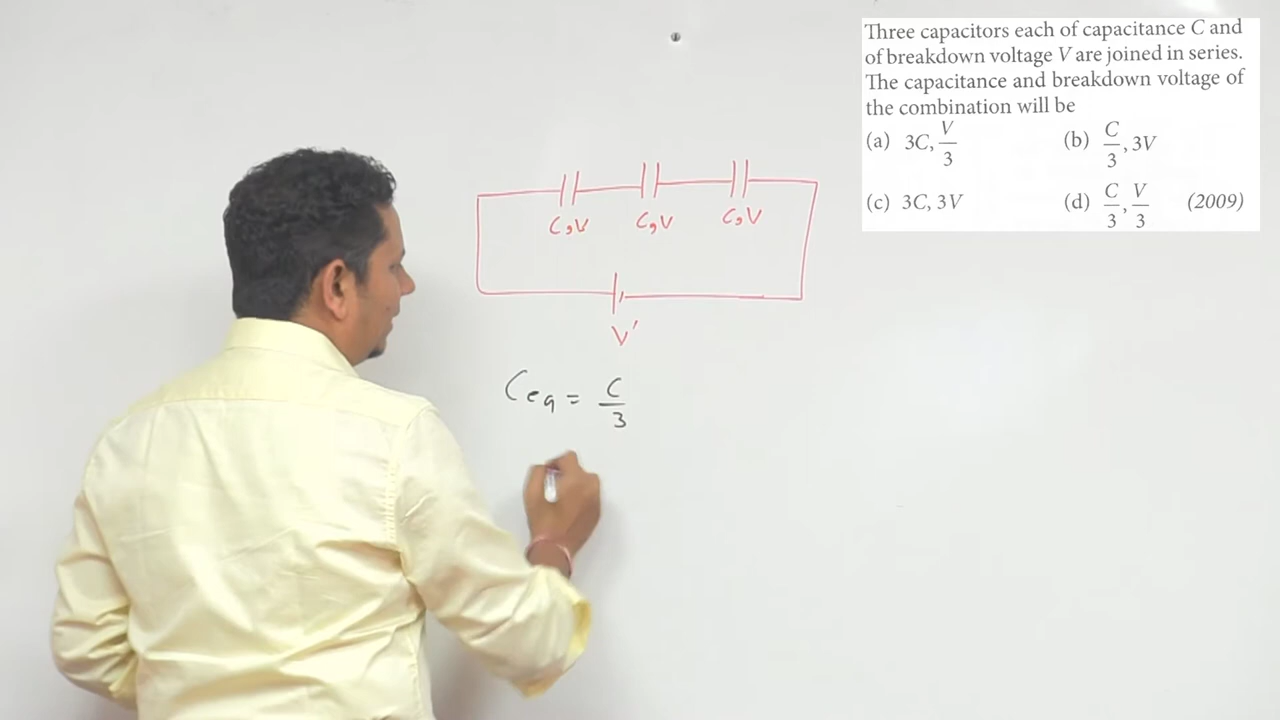 Three capacitors each of capacitance C and
of breakdown voltage V are joined in series.
The capacitance and breakdown voltage of
the combination will be
(a) 3C, V/3 (b) C/3, 3V
(c) 3C, 3V (d) C/3, V/3 (2009)
C,V C,V C,V
V'
Ceq = C/3